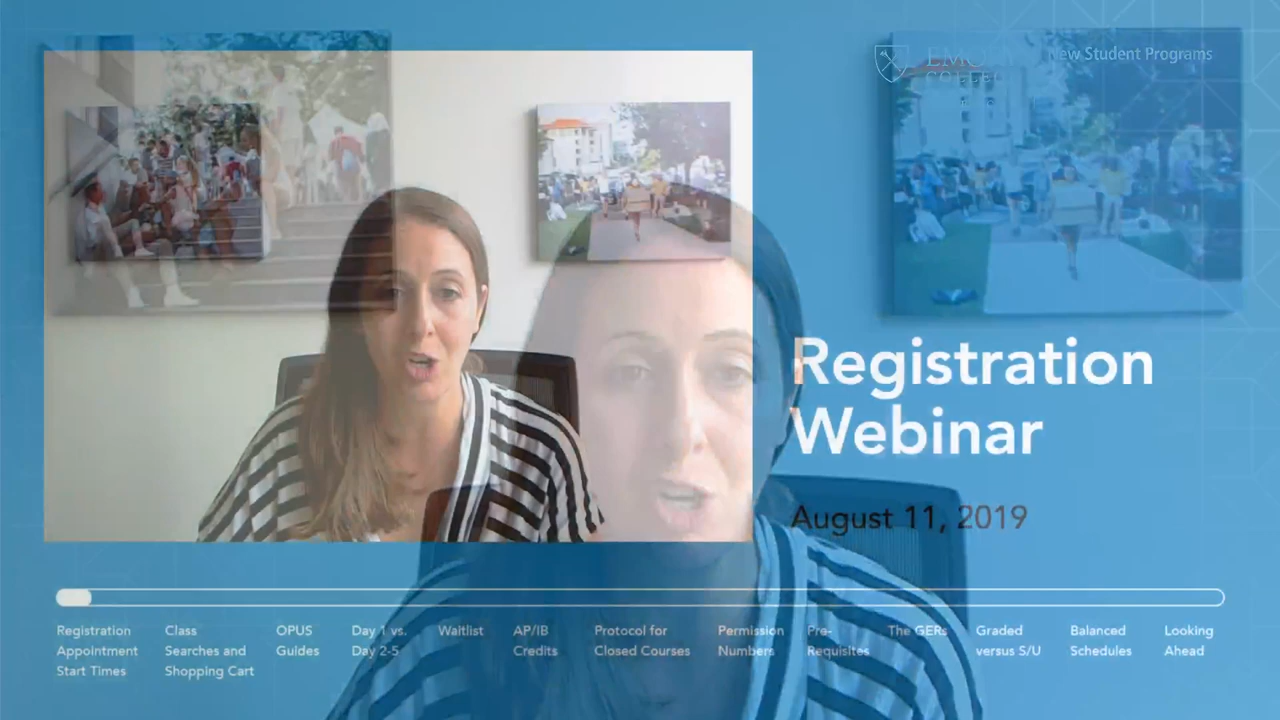 New Student Programs
COLLEGE
Registration
Webinar
August 11, 2019
Registration
Appointment
Start Times
Class
Searches and
Shopping Cart
OPUS
Guides
Day 1 vs.
Day 2-5
Waitlist
AP/IB
Credits
Protocol for
Closed Courses
Permission
Numbers
Pre-
Requisites
The GERs
Graded
versus S/U
Balanced
Schedules
Looking
Ahead